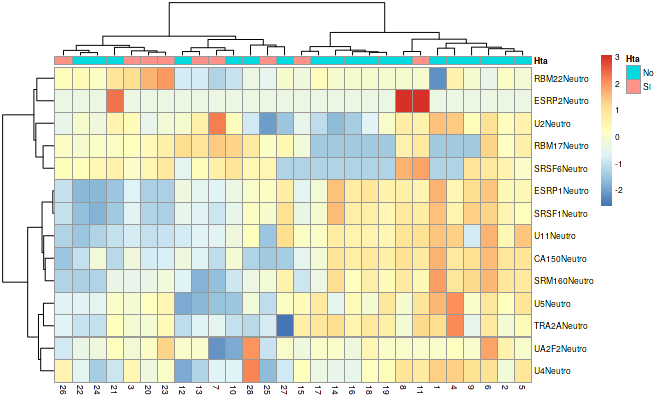 Hta
RBM22Neutro
ESRP2Neutro
U2Neutro
RBM17Neutro
SRSF6Neutro
ESRP1Neutro
SRSF1Neutro
U11Neutro
CA150Neutro
SRM160Neutro
U5Neutro
TRA2ANeutro
UA2F2Neutro
U4Neutro
26 22 24 21 3 20 23 12 13 7 10 28 25 27 15 17 14 16 18 19 8 11 1 4 9 6 2 5
3
2
1
0
-1
-2
Hta
No
SI